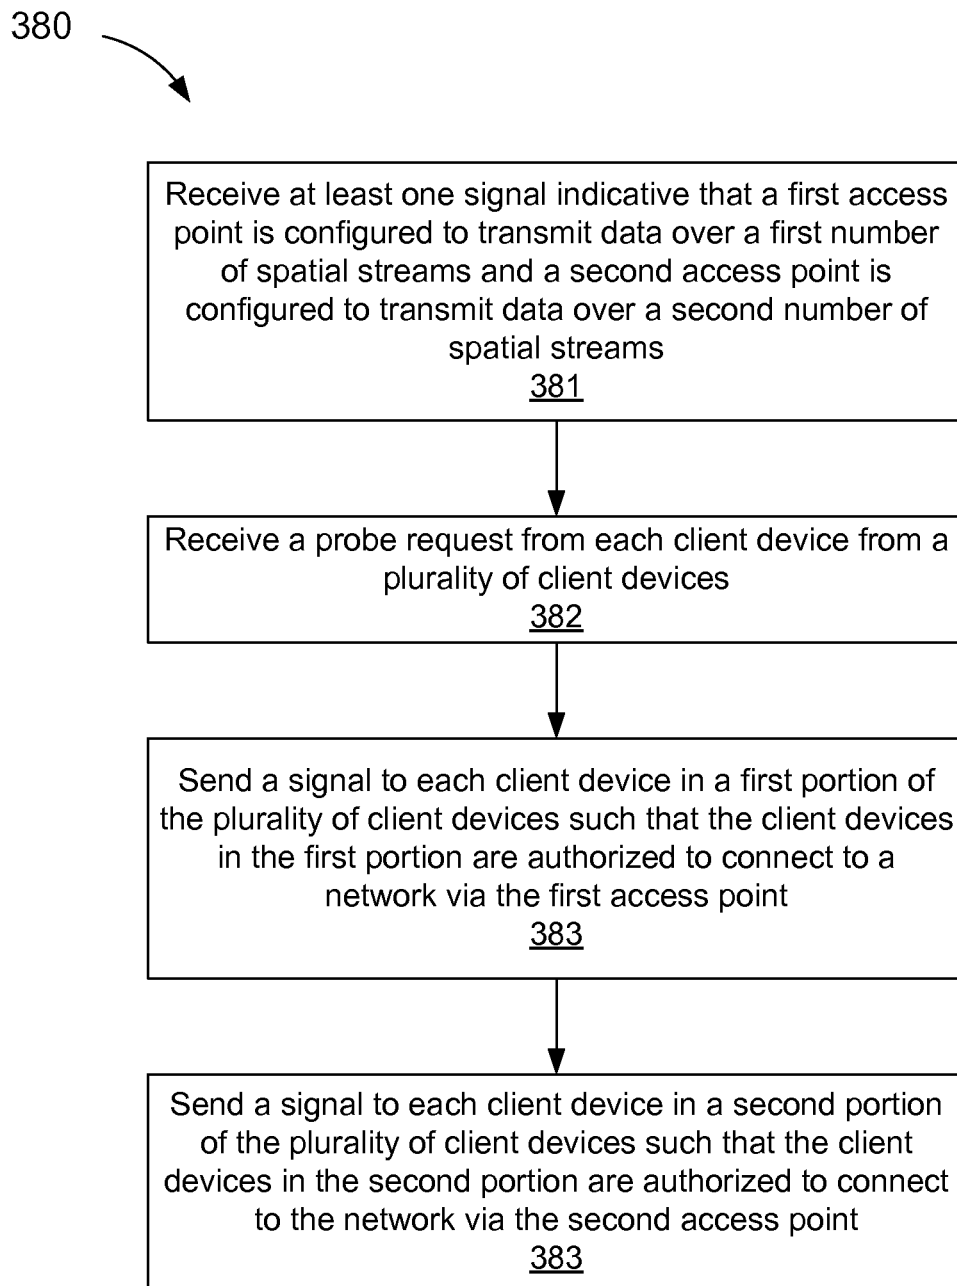 380
Receive at least one signal indicative that a first access
point is configured to transmit data over a first number
of spatial streams and a second access point is
configured to transmit data over a second number of
spatial streams
381
Receive a probe request from each client device from a
plurality of client devices
382
Send a signal to each client device in a first portion of
the plurality of client devices such that the client devices
in the first portion are authorized to connect to a
network via the first access point
383
Send a signal to each client device in a second portion
of the plurality of client devices such that the client
devices in the second portion are authorized to connect
to the network via the second access point
383